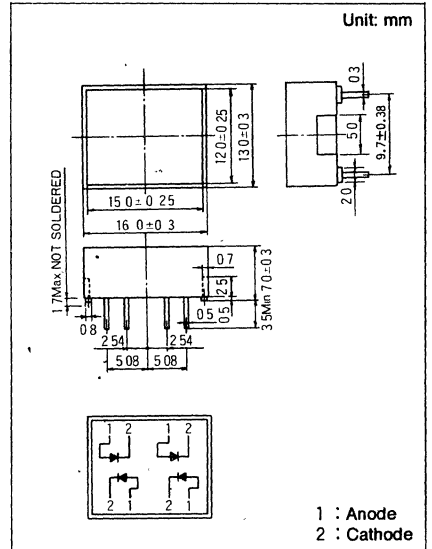 Unit: mm
0.3
12.0±0.25
13.0±0.3
5.0
9.7±0.38
2.0
15.0±0.25
16.0±0.3
1.7Max NOT SOLDERED
0.7
2.5
0.5
0.5
3.5Min 7.0±0.3
0.8
2.54 2.54
5.08 5.08
1 2 1 2
2 1 2 1
1 : Anode
2 : Cathode